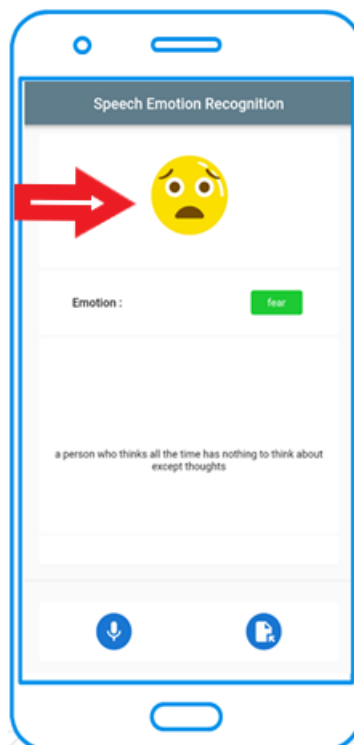 Speech Emotion Recognition
Emotion :
fear
a person who thinks all the time has nothing to think about
except thoughts